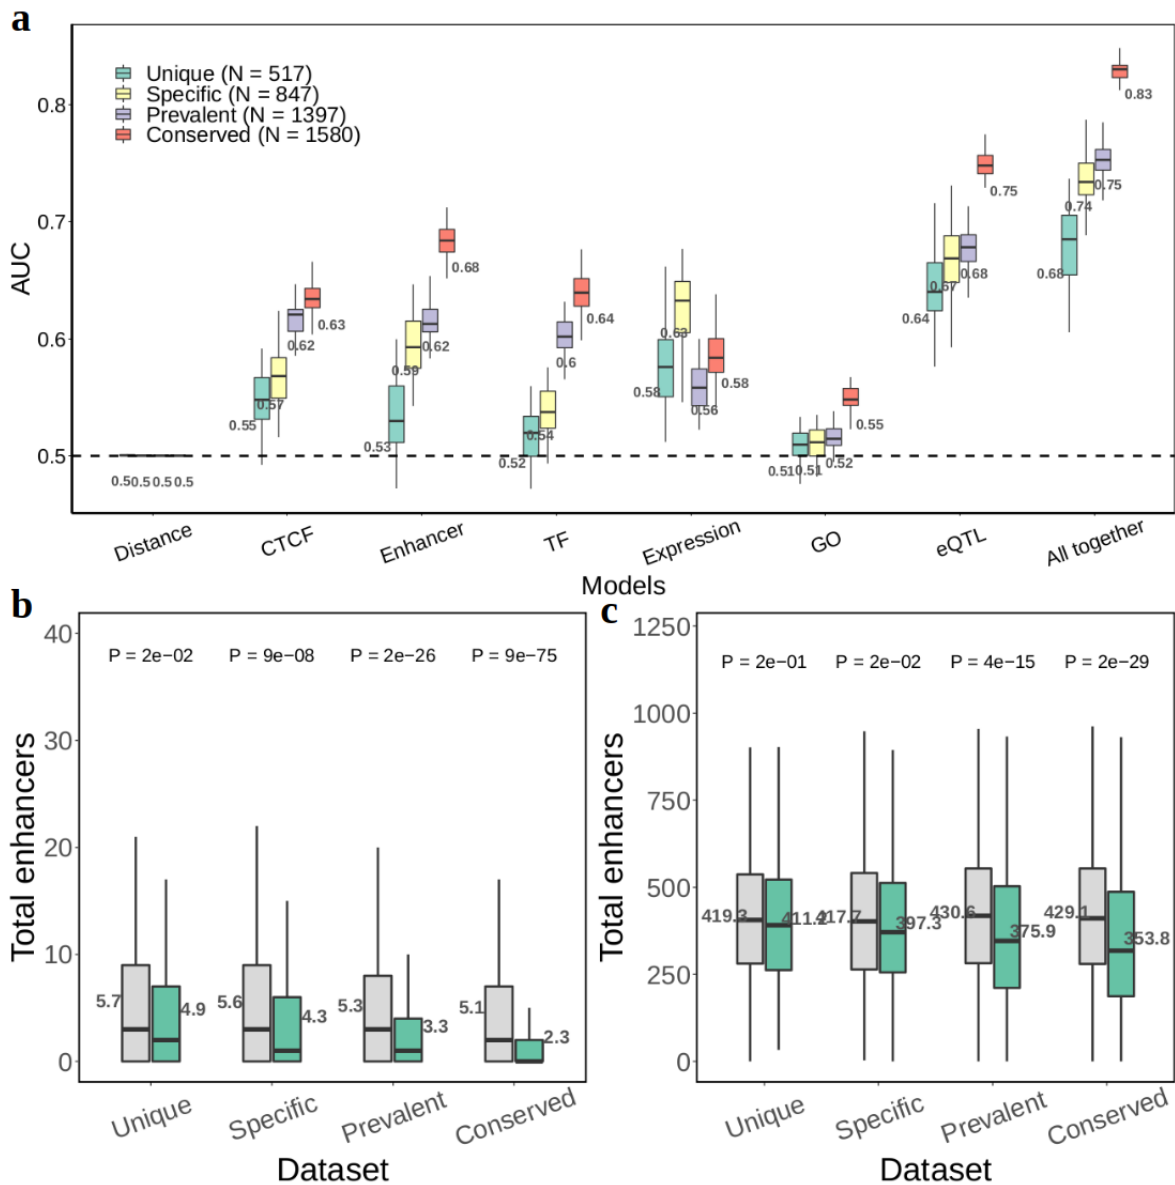 a
Unique (N = 517)
Specific (N = 847)
Prevalent (N = 1397)
Conserved (N = 1580)
AUC
0.8
0.7
0.6
0.5
0.5 0.5 0.5 0.5
0.55 0.57 0.62 0.63
0.53 0.59 0.62 0.68
0.52 0.54 0.6 0.64
0.58 0.63 0.56 0.58
0.51 0.51 0.52 0.55
0.64 0.67 0.68 0.75
0.68 0.74 0.75 0.83
Distance CTCF Enhancer TF Expression GO eQTL All together
Models
b
Total enhancers
40
30
20
10
0
P = 2e−02 P = 9e−08 P = 2e−26 P = 9e−75
5.7 4.9 5.6 4.3 5.3 3.3 5.1 2.3
Unique Specific Prevalent Conserved
Dataset
c
Total enhancers
1250
1000
750
500
250
0
P = 2e−01 P = 2e−02 P = 4e−15 P = 2e−29
419.3 411.2 417.7 397.3 430.6 375.9 429.1 353.8
Unique Specific Prevalent Conserved
Dataset